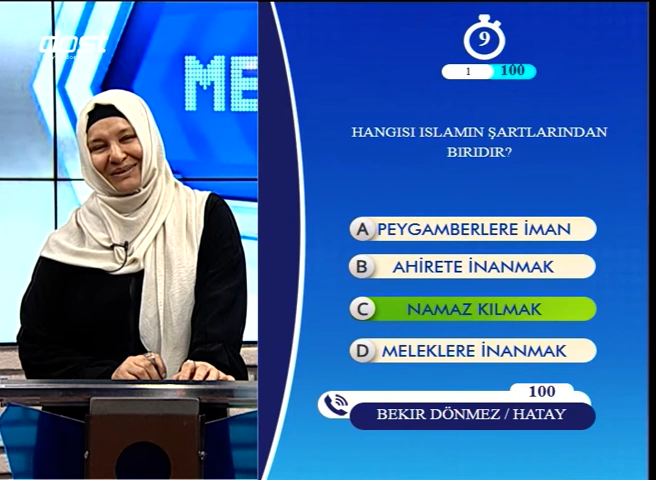 dost
ME
9
1 100
HANGISI ISLAMIN ŞARTLARINDAN
BIRIDIR?
A PEYGAMBERLERE İMAN
B AHİRETE İNANMAK
C NAMAZ KILMAK
D MELEKLERE İNANMAK
100
BEKIR DÖNMEZ / HATAY